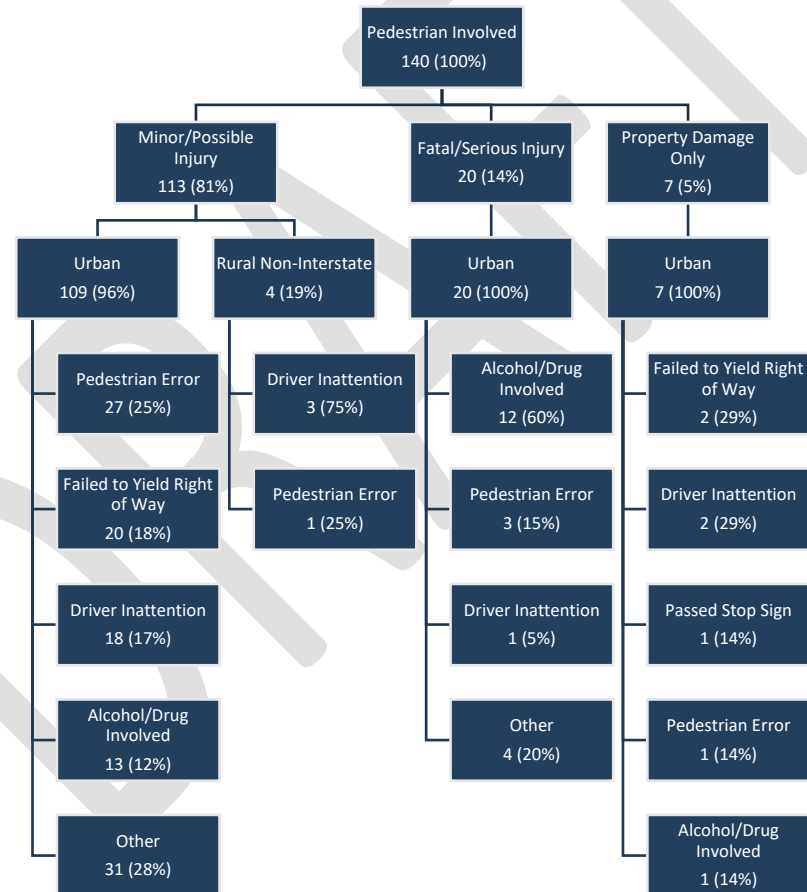 Pedestrian Involved
140 (100%)
Minor/Possible
Injury
113 (81%)
Fatal/Serious Injury
20 (14%)
Property Damage
Only
7 (5%)
Urban
109 (96%)
Rural Non-Interstate
4 (19%)
Urban
20 (100%)
Urban
7 (100%)
Pedestrian Error
27 (25%)
Failed to Yield Right
of Way
20 (18%)
Driver Inattention
18 (17%)
Alcohol/Drug
Involved
13 (12%)
Other
31 (28%)
Driver Inattention
3 (75%)
Pedestrian Error
1 (25%)
Alcohol/Drug
Involved
12 (60%)
Pedestrian Error
3 (15%)
Driver Inattention
1 (5%)
Other
4 (20%)
Failed to Yield Right
of Way
2 (29%)
Driver Inattention
2 (29%)
Passed Stop Sign
1 (14%)
Pedestrian Error
1 (14%)
Alcohol/Drug
Involved
1 (14%)
DRAFT